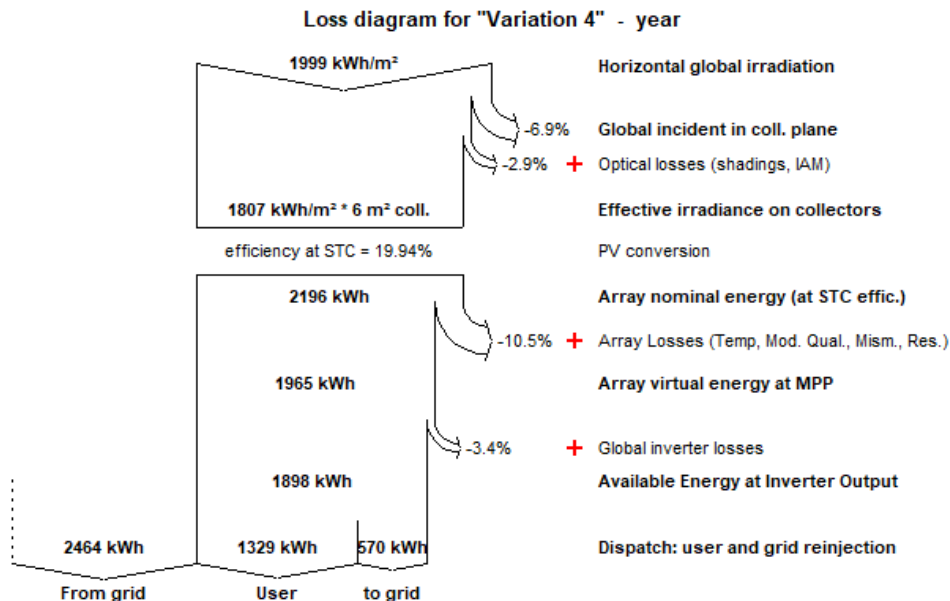 Loss diagram for "Variation 4" - year
1999 kWh/m² Horizontal global irradiation
-6.9% Global incident in coll. plane
-2.9% + Optical losses (shadings, IAM)
1807 kWh/m² * 6 m² coll. Effective irradiance on collectors
efficiency at STC = 19.94% PV conversion
2196 kWh Array nominal energy (at STC effic.)
-10.5% + Array Losses (Temp, Mod. Qual., Mism., Res.)
1965 kWh Array virtual energy at MPP
-3.4% + Global inverter losses
1898 kWh Available Energy at Inverter Output
2464 kWh 1329 kWh 570 kWh Dispatch: user and grid reinjection
From grid User to grid